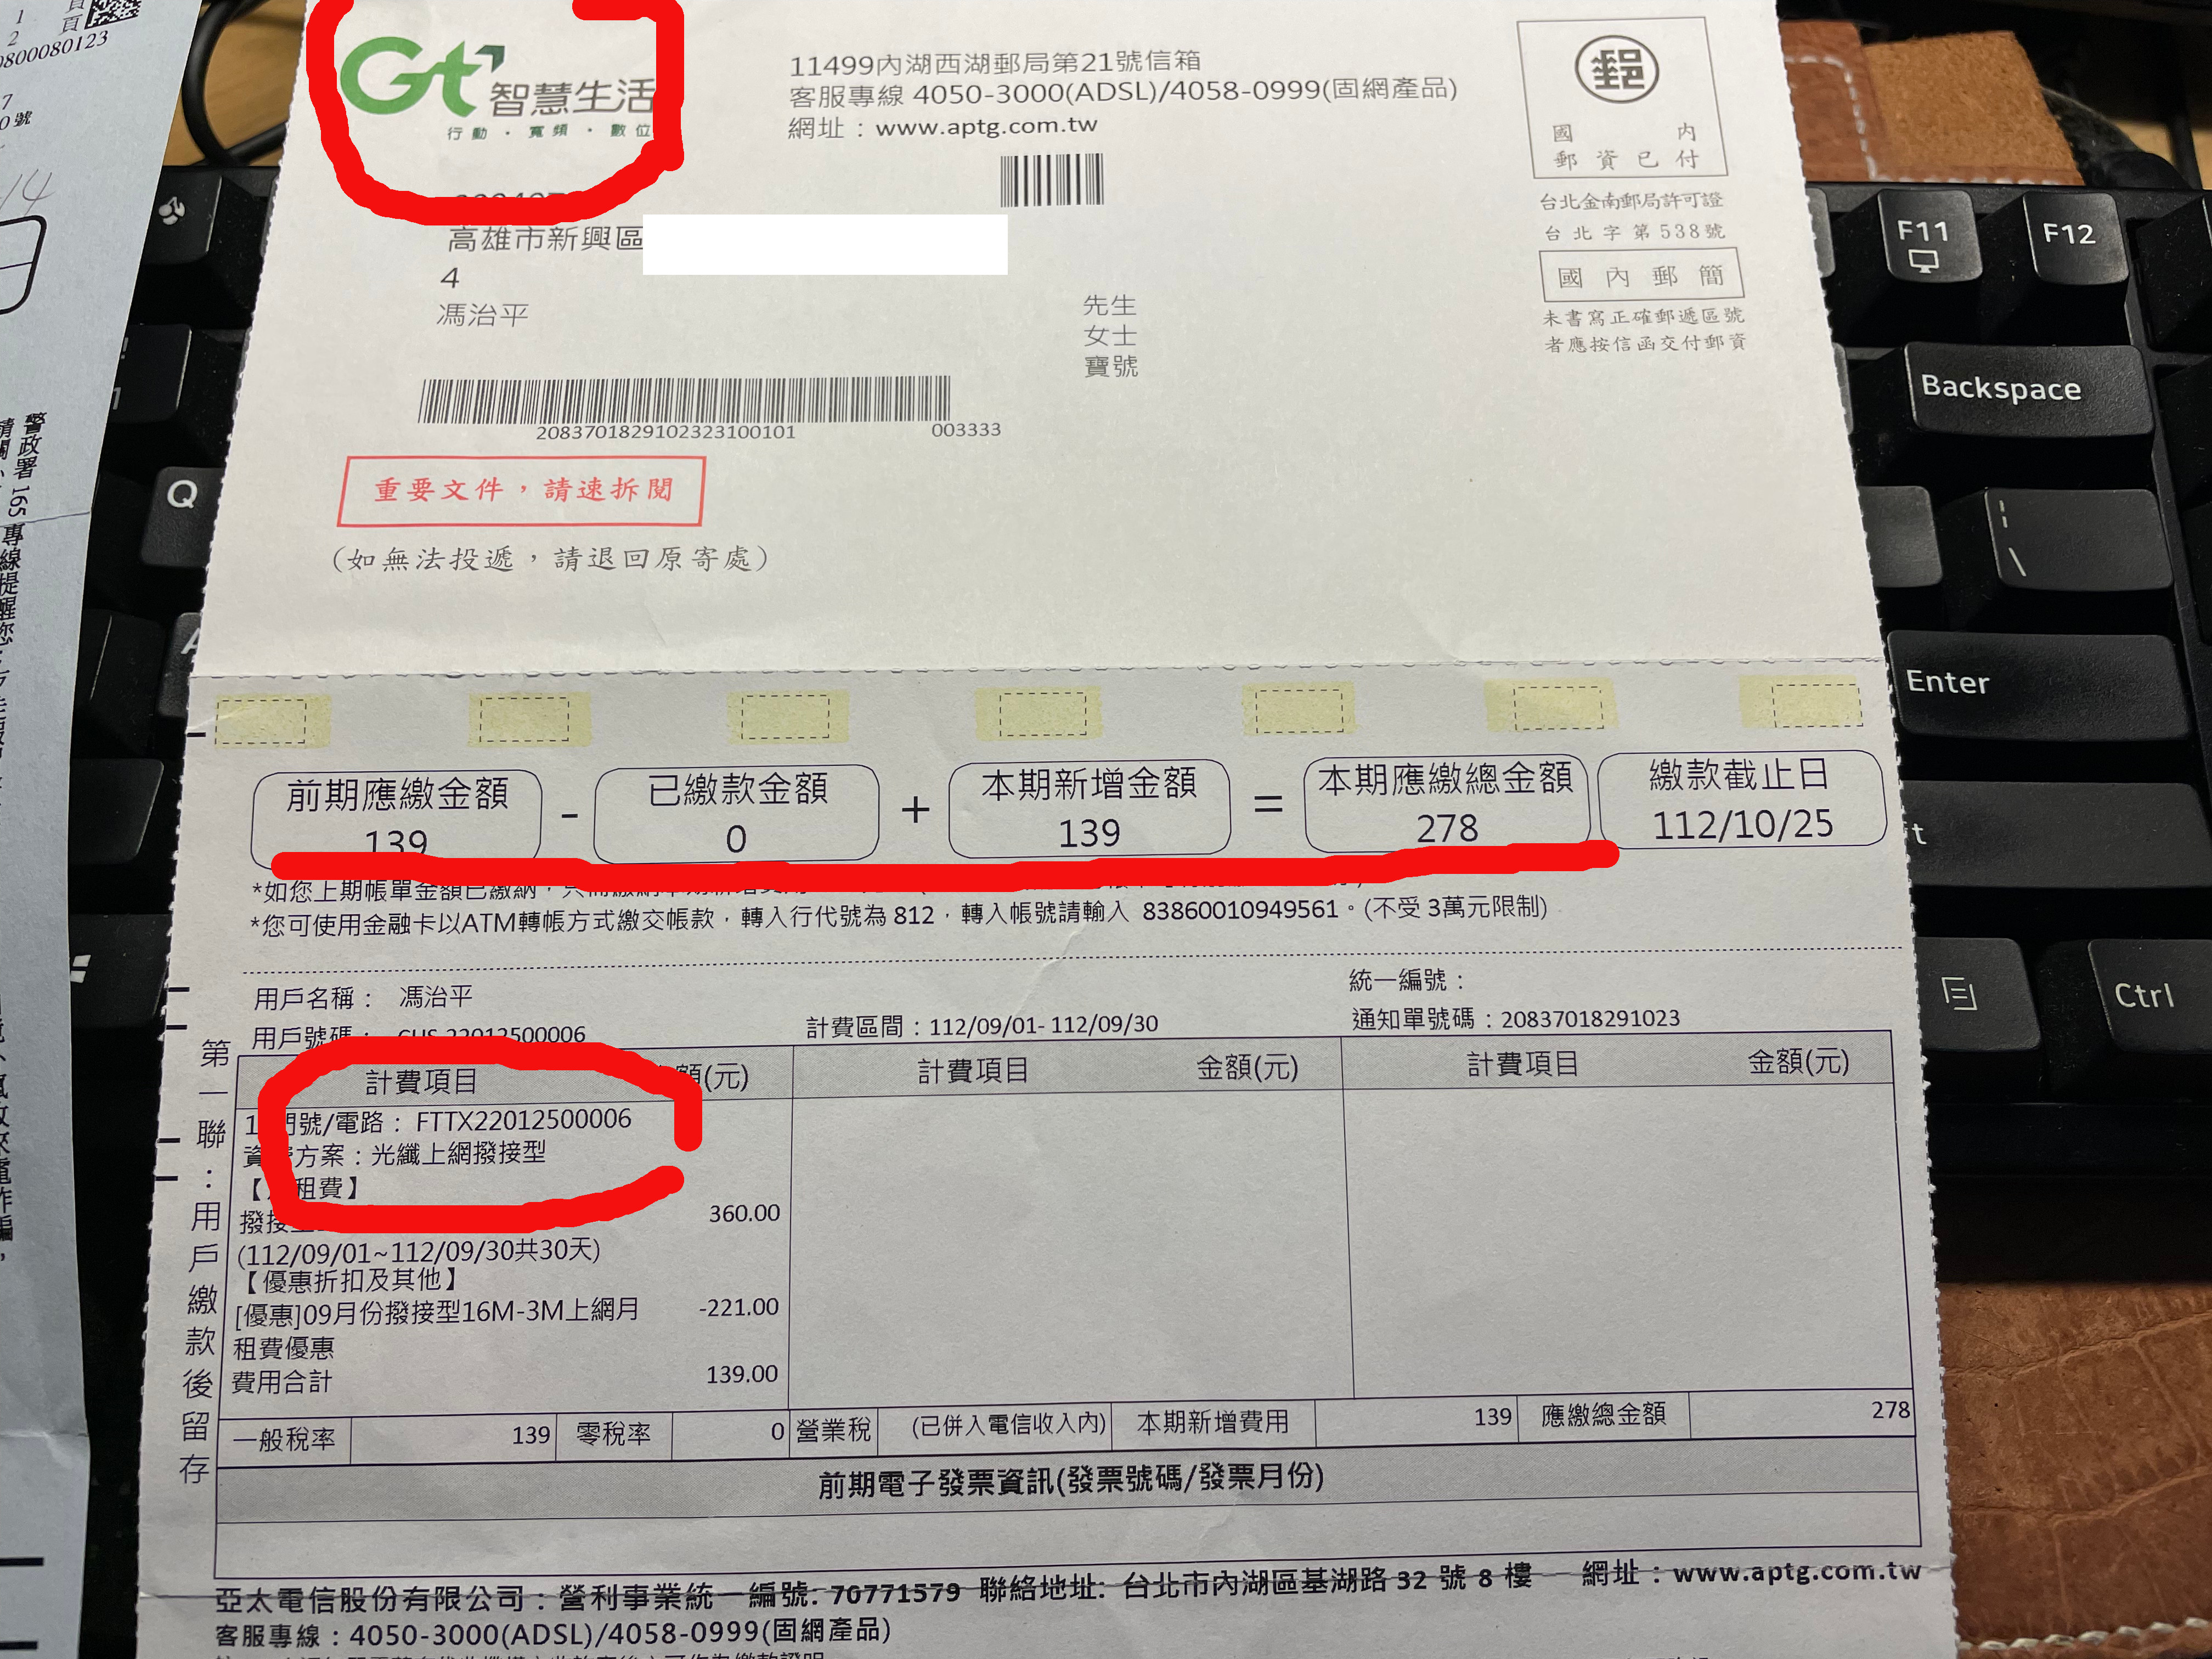 Gt 智慧生活
行動・寬頻・數位
11499內湖西湖郵局第21號信箱
客服專線 4050-3000(ADSL)/4058-0999(固網產品)
網址：www.aptg.com.tw
郵
國 內
郵資已付
台北金南郵局許可證
台北字第538號
國內郵簡
未書寫正確郵遞區號
者應按信函交付郵資
高雄市新興區
4
馮治平
先生
女士
寶號
2083701829102323100101 003333
重要文件，請速拆閱
(如無法投遞，請退回原寄處)
前期應繳金額 - 已繳款金額 + 本期新增金額 = 本期應繳總金額 繳款截止日
139 0 139 278 112/10/25
*如您上期帳單金額已繳納，
*您可使用金融卡以ATM轉帳方式繳交帳款，轉入行代號為 812，轉入帳號請輸入 83860010949561。(不受 3萬元限制)
用戶名稱： 馮治平 統一編號：
用戶號碼： 22012500006 計費區間：112/09/01- 112/09/30 通知單號碼：20837018291023
第一聯：用戶繳款後留存
計費項目 額(元) 計費項目 金額(元) 計費項目 金額(元)
門號/電路： FTTX22012500006
方案：光纖上網撥接型
租費】
撥接 360.00
(112/09/01~112/09/30共30天)
【優惠折扣及其他】
[優惠]09月份撥接型16M-3M上網月 -221.00
租費優惠
費用合計 139.00
一般稅率 139 零稅率 0 營業稅 (已併入電信收入內) 本期新增費用 139 應繳總金額 278
前期電子發票資訊(發票號碼/發票月份)
亞太電信股份有限公司：營利事業統一編號: 70771579 聯絡地址: 台北市內湖區基湖路 32 號 8 樓 網址：www.aptg.com.tw
客服專線：4050-3000(ADSL)/4058-0999(固網產品)
0800080123
警政署165專線提醒您
F11
F12
Backspace
Q
Enter
Ctrl